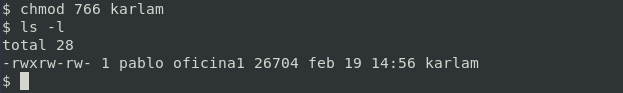 $ chmod 766 karlam
$ ls -l
total 28
-rwxrw-rw- 1 pablo oficina1 26704 feb 19 14:56 karlam
$